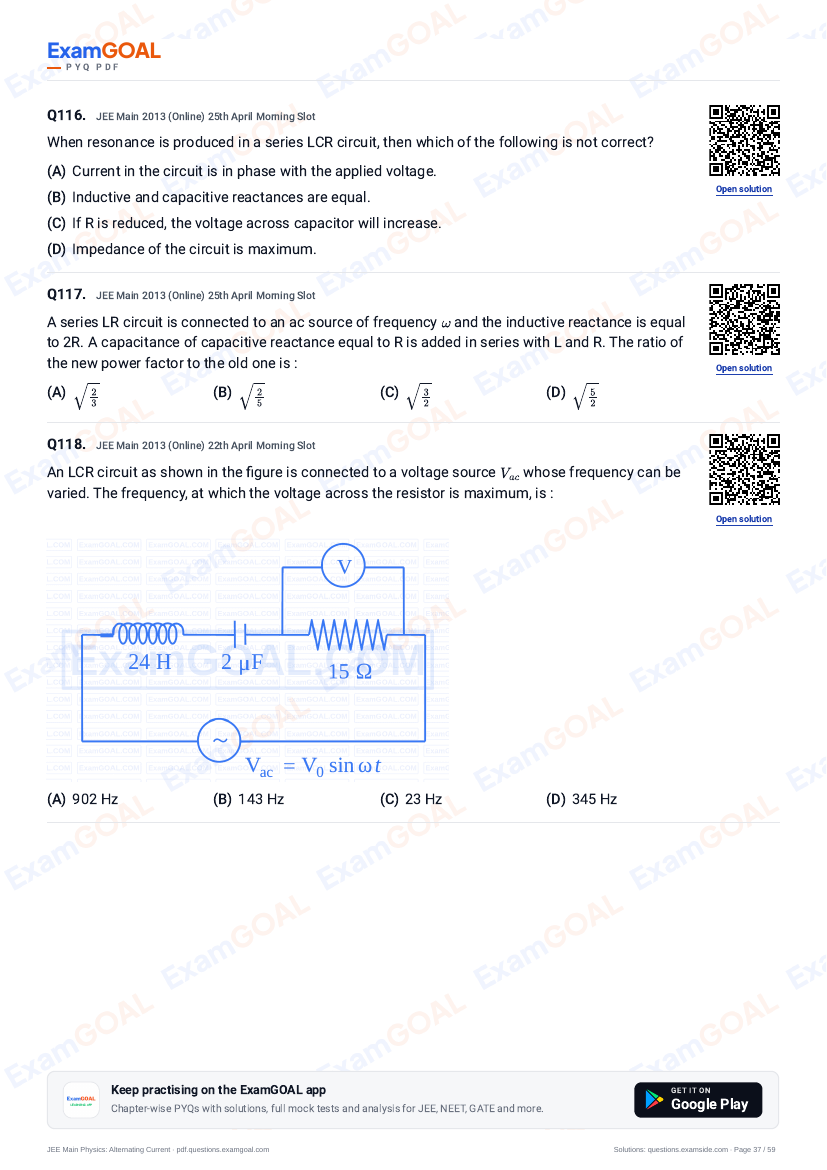 ExamGOAL
PYQ PDF
Q116. JEE Main 2013 (Online) 25th April Morning Slot
When resonance is produced in a series LCR circuit, then which of the following is not correct?
(A) Current in the circuit is in phase with the applied voltage.
(B) Inductive and capacitive reactances are equal.
(C) If R is reduced, the voltage across capacitor will increase.
(D) Impedance of the circuit is maximum.
Open solution
Q117. JEE Main 2013 (Online) 25th April Morning Slot
A series LR circuit is connected to an ac source of frequency ω and the inductive reactance is equal
to 2R. A capacitance of capacitive reactance equal to R is added in series with L and R. The ratio of
the new power factor to the old one is :
(A) √(2/3) (B) √(2/5) (C) √(3/2) (D) √(5/2)
Open solution
Q118. JEE Main 2013 (Online) 22th April Morning Slot
An LCR circuit as shown in the figure is connected to a voltage source V_ac whose frequency can be
varied. The frequency, at which the voltage across the resistor is maximum, is :
Open solution
V
24 H 2 μF 15 Ω
~
V_ac = V_0 sin ωt
ExamGOAL.COM
(A) 902 Hz (B) 143 Hz (C) 23 Hz (D) 345 Hz
ExamGOAL
Keep practising on the ExamGOAL app
Chapter-wise PYQs with solutions, full mock tests and analysis for JEE, NEET, GATE and more.
GET IT ON
Google Play
JEE Main Physics: Alternating Current · pdf.questions.examgoal.com
Solutions: questions.examside.com · Page 37 / 59